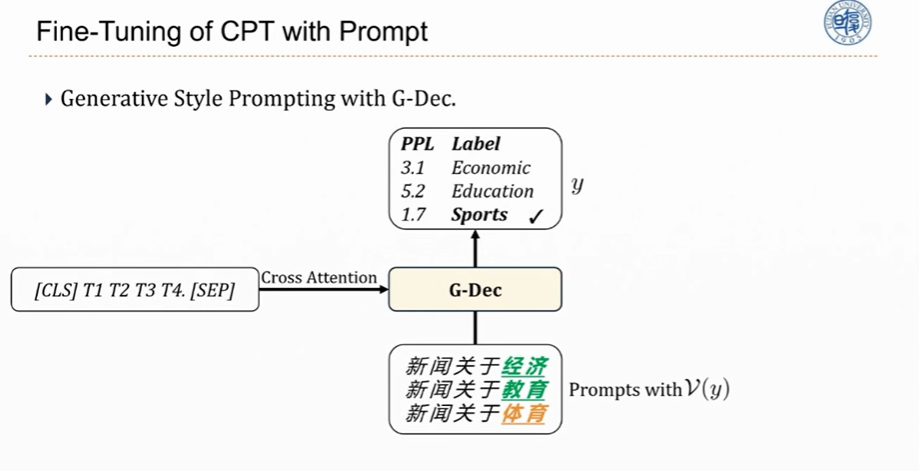 Fine-Tuning of CPT with Prompt
Generative Style Prompting with G-Dec.
PPL Label
3.1 Economic
5.2 Education
1.7 Sports ✓
y
[CLS] T1 T2 T3 T4. [SEP]
Cross Attention
G-Dec
新闻关于经济
新闻关于教育
新闻关于体育
Prompts with 𝒱(y)